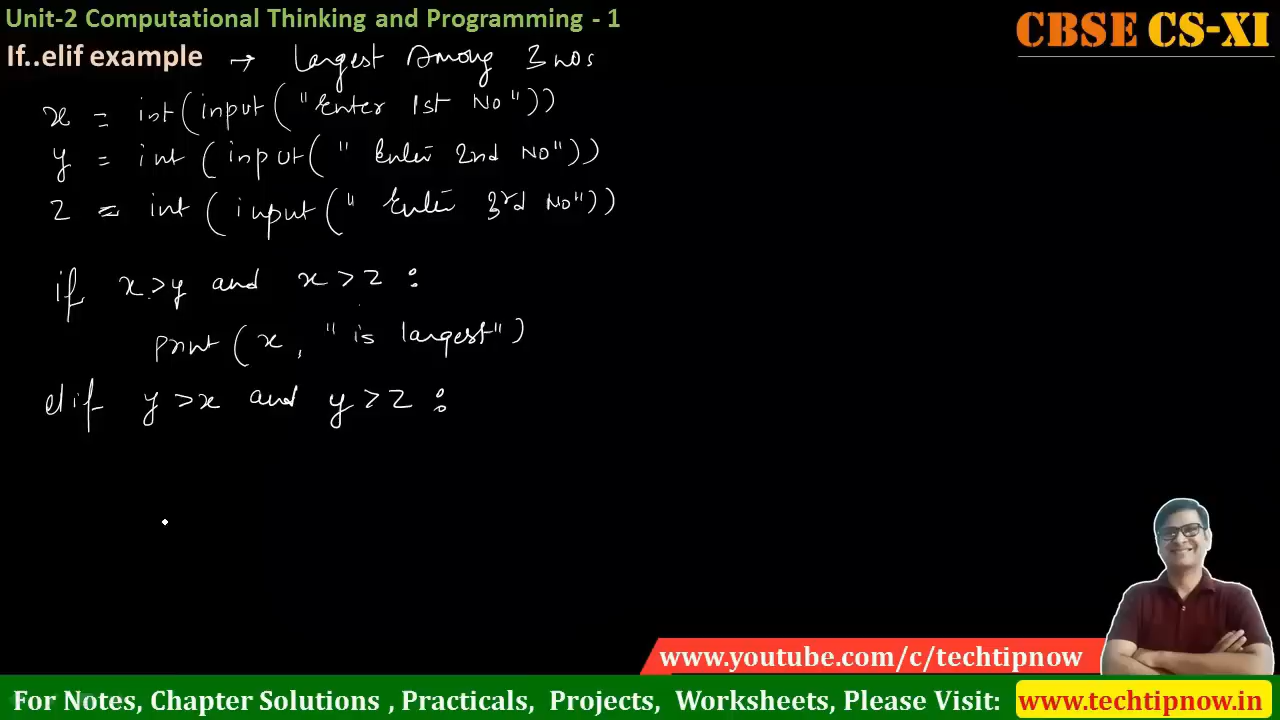 Unit-2 Computational Thinking and Programming - 1
CBSE CS-XI
If..elif example → Largest Among 3 nos
x = int(input("Enter 1st No"))
y = int(input("Enter 2nd No"))
z = int(input("Enter 3rd No"))
if x>y and x>z :
print(x, "is largest")
elif y>x and y>z :
www.youtube.com/c/techtipnow
For Notes, Chapter Solutions , Practicals, Projects, Worksheets, Please Visit: www.techtipnow.in